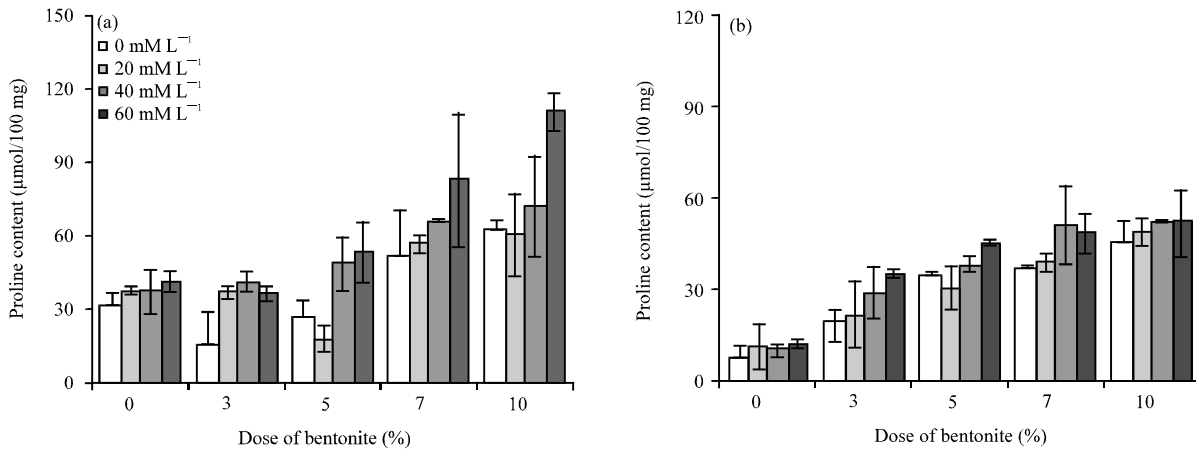 (a)
0 mM L⁻¹
20 mM L⁻¹
40 mM L⁻¹
60 mM L⁻¹
150
120
90
60
30
0
Proline content (µmol/100 mg)
0 3 5 7 10
Dose of bentonite (%)
(b)
120
90
60
30
0
Proline content (µmol/100 mg)
0 3 5 7 10
Dose of bentonite (%)